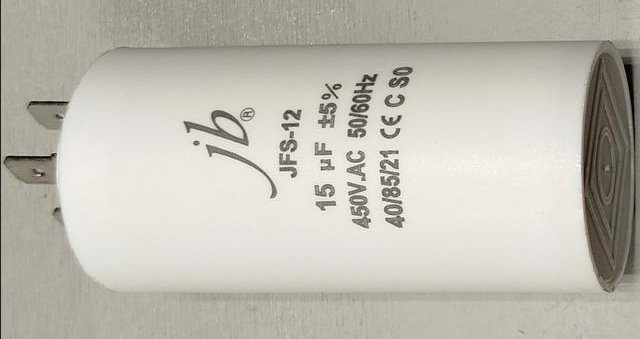 jb®
JFS-12
15 µF ±5%
450V.AC 50/60Hz
40/85/21 CE C S0